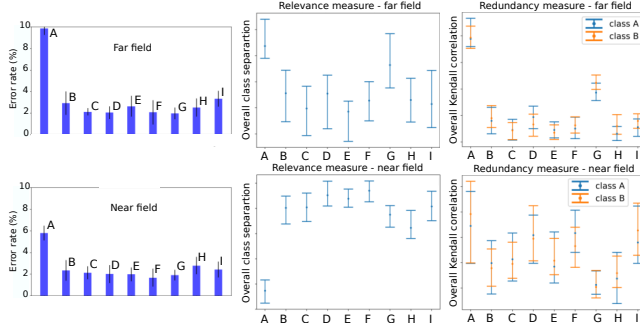 Relevance measure - far field
Redundancy measure - far field
10
8
6
4
2
0
Error rate (%)
Far field
A
B
C
D
E
F
G
H
I
Overall class separartion
A B C D E F G H I
Overall Kendall correlation
class A
class B
A B C D E F G H I
Relevance measure - near field
Redundancy measure - near field
10
8
6
4
2
0
Error rate (%)
Near field
A
B
C
D
E
F
G
H
I
Overall class separartion
A B C D E F G H I
Overall Kendall correlation
class A
class B
A B C D E F G H I